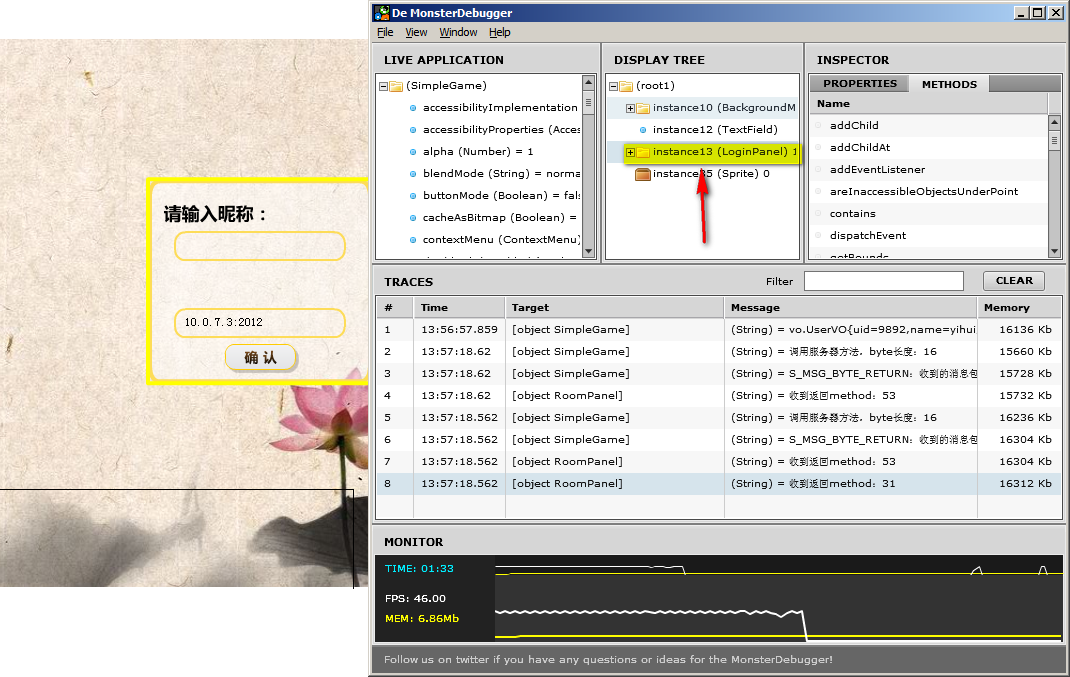 请输入昵称：
10.0.7.3:2012
确 认
De MonsterDebugger
File View Window Help
LIVE APPLICATION
(SimpleGame)
accessibilityImplementation
accessibilityProperties (Acces
alpha (Number) = 1
blendMode (String) = norma
buttonMode (Boolean) = fals
cacheAsBitmap (Boolean) =
contextMenu (ContextMenu)
DISPLAY TREE
(root1)
instance10 (BackgroundM
instance12 (TextField)
instance13 (LoginPanel) 1
(Sprite) 0
INSPECTOR
PROPERTIES METHODS
Name
addChild
addChildAt
addEventListener
areInaccessibleObjectsUnderPoint
contains
dispatchEvent
getBounds
TRACES Filter CLEAR
# Time Target Message Memory
1 13:56:57.859 [object SimpleGame] (String) = vo.UserVO{uid=9892,name=yihui 16136 Kb
2 13:57:18.62 [object SimpleGame] (String) = 调用服务器方法，byte长度：16 15660 Kb
3 13:57:18.62 [object SimpleGame] (String) = S_MSG_BYTE_RETURN：收到的消息包 15728 Kb
4 13:57:18.62 [object RoomPanel] (String) = 收到返回method：53 15732 Kb
5 13:57:18.562 [object SimpleGame] (String) = 调用服务器方法，byte长度：16 16236 Kb
6 13:57:18.562 [object SimpleGame] (String) = S_MSG_BYTE_RETURN：收到的消息包 16304 Kb
7 13:57:18.562 [object RoomPanel] (String) = 收到返回method：53 16304 Kb
8 13:57:18.562 [object RoomPanel] (String) = 收到返回method：31 16312 Kb
MONITOR
TIME: 01:33
FPS: 46.00
MEM: 6.86Mb
Follow us on twitter if you have any questions or ideas for the MonsterDebugger!